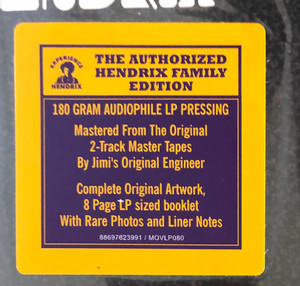 EXPERIENCE
HENDRIX
THE AUTHORIZED
HENDRIX FAMILY
EDITION
180 GRAM AUDIOPHILE LP PRESSING
Mastered From The Original
2-Track Master Tapes
By Jimi's Original Engineer
Complete Original Artwork,
8 Page LP sized booklet
With Rare Photos and Liner Notes
88697623991 / MOVLP080